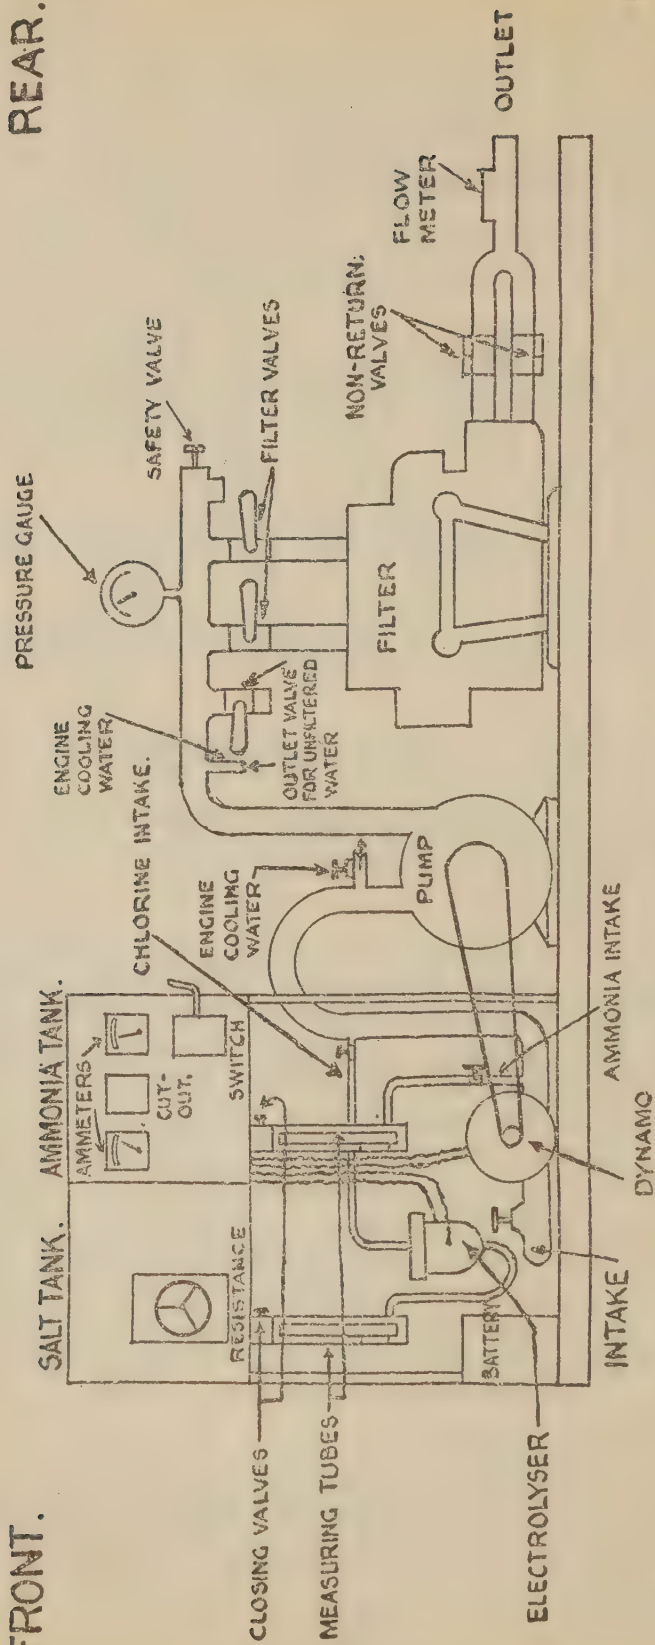 FRONT.
REAR.
SALT TANK.
AMMONIA TANK.
AMMETERS
CUT-
OUT.
SWITCH
RESISTANCE
CHLORINE INTAKE.
ENGINE
COOLING
WATER
PRESSURE GAUGE
SAFETY VALVE
FILTER VALVES
OUTLET VALVE
FOR UNFILTERED
WATER
ENGINE
COOLING
WATER
CLOSING VALVES
MEASURING TUBES
ELECTROLYSER
BATTERY
INTAKE
DYNAMO
AMMONIA INTAKE
PUMP
FILTER
NON-RETURN:
VALVES
FLOW
METER
OUTLET